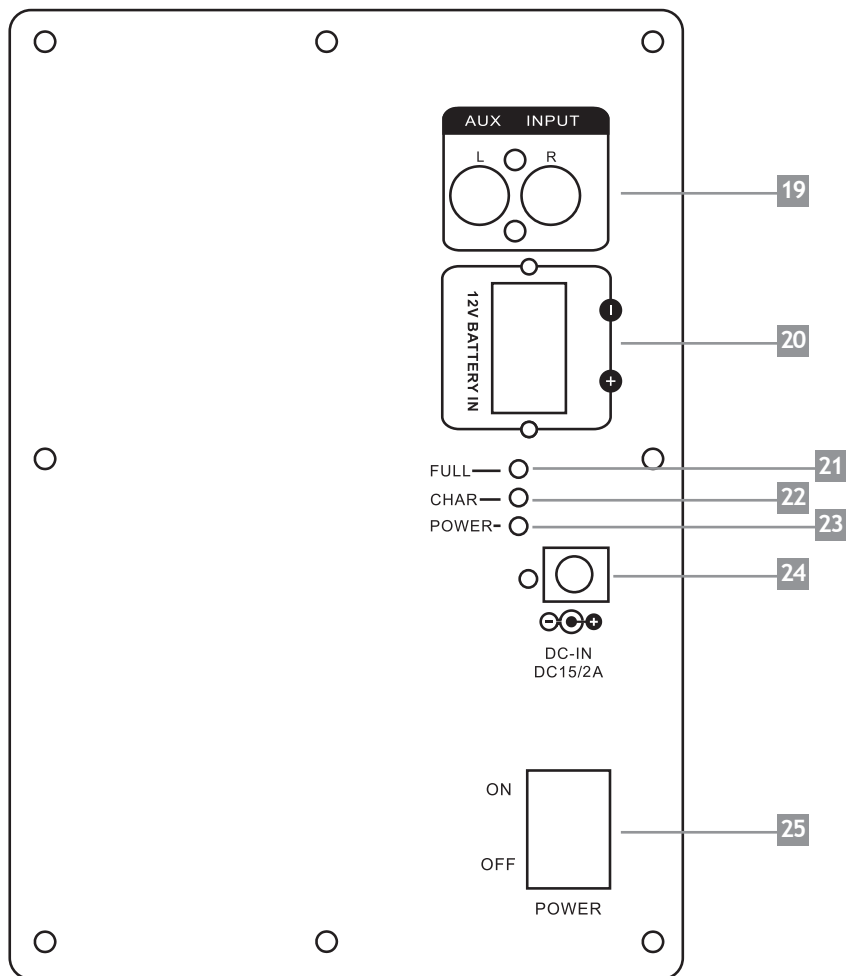 AUX INPUT
L R
19
12V BATTERY IN
20
FULL
21
CHAR
22
POWER
23
24
DC-IN
DC15/2A
ON
25
OFF
POWER